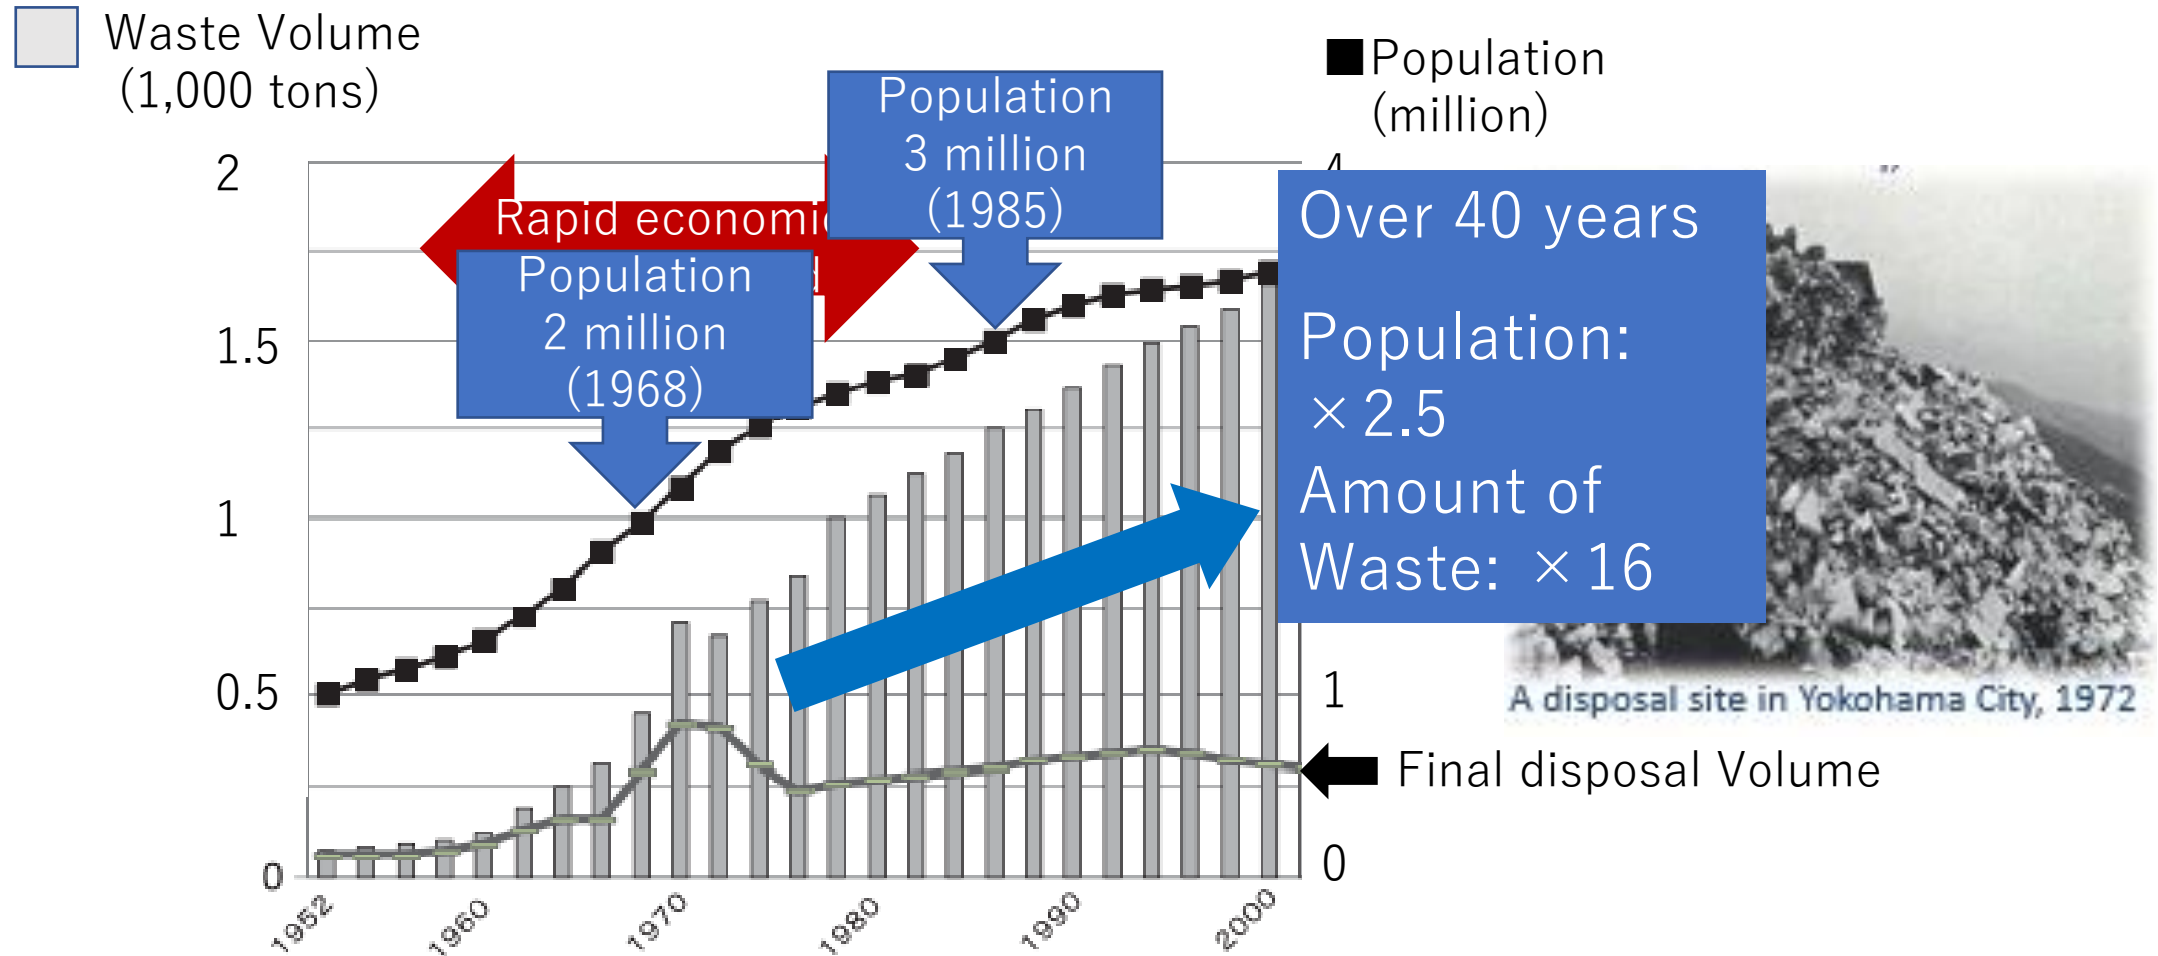 Waste Volume
(1,000 tons)
Population
(million)
Population
3 million
(1985)
Rapid economic
Population
2 million
(1968)
Over 40 years
Population:
×2.5
Amount of
Waste: ×16
2
1.5
1
0.5
0
4
1
0
A disposal site in Yokohama City, 1972
Final disposal Volume
1952
1960
1970
1980
1990
2000